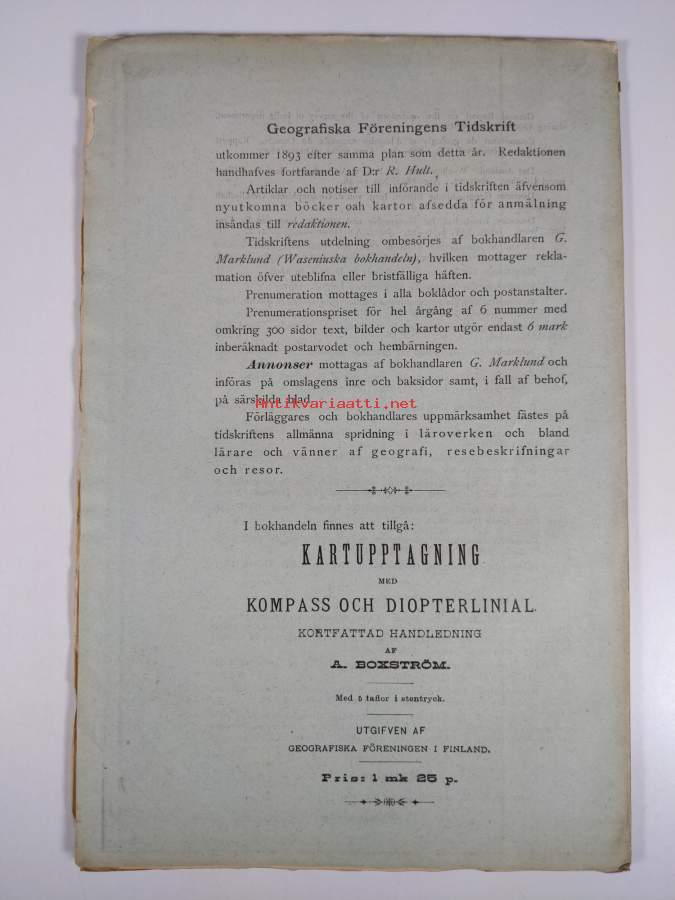 Geografiska Föreningens Tidskrift
utkommer 1893 efter samma plan som detta år. Redaktionen
handhafves fortfarande af D:r R. Hult.
Artiklar och notiser till införande i tidskriften äfvensom
nyutkomna böcker oah kartor afsedda för anmälning
insändas till redaktionen.
Tidskriftens utdelning ombesörjes af bokhandlaren G.
Marklund (Waseniuska bokhandeln), hvilken mottager rekla-
mation öfver uteblifna eller bristfälliga häften.
Prenumeration mottages i alla boklådor och postanstalter.
Prenumerationspriset för hel årgång af 6 nummer med
omkring 300 sidor text, bilder och kartor utgör endast 6 mark
inberäknadt postarvodet och hembärningen.
Annonser mottagas af bokhandlaren G. Marklund och
införas på omslagens inre och baksidor samt, i fall af behof,
på särskilda blad.
Antikvariaatti.net
Förläggares och bokhandlares uppmärksamhet fästes på
tidskriftens allmänna spridning i läroverken och bland
lärare och vänner af geografi, resebeskrifningar
och resor.
I bokhandeln finnes att tillgå:
KARTUPPTAGNING
MED
KOMPASS OCH DIOPTERLINIAL.
KORTFATTAD HANDLEDNING
AF
A. BOXSTRÖM.
Med 5 taflor i stentryck.
UTGIFVEN AF
GEOGRAFISKA FÖRENINGEN I FINLAND.
Pris: 1 mk 25 p.